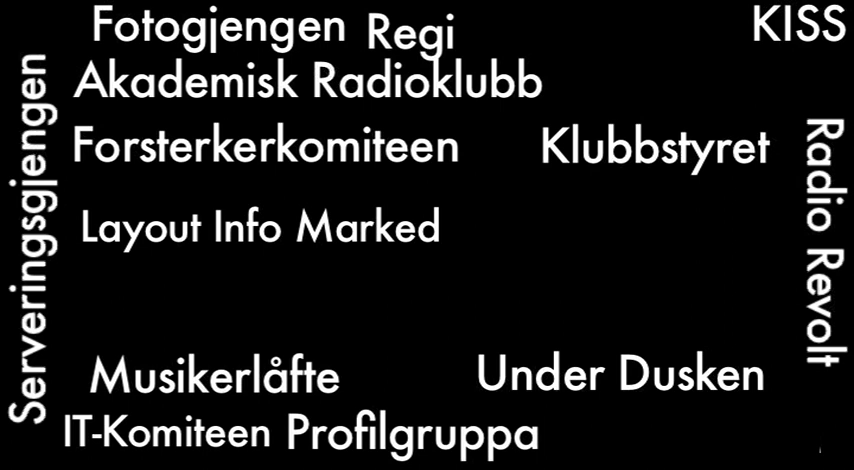 Fotogjengen Regi
KISS
Akademisk Radioklubb
Forsterkerkomiteen
Klubbstyret
Serveringsgjengen
Radio Revolt
Layout Info Marked
Musikerlåfte
Under Dusken
IT-Komiteen Profilgruppa